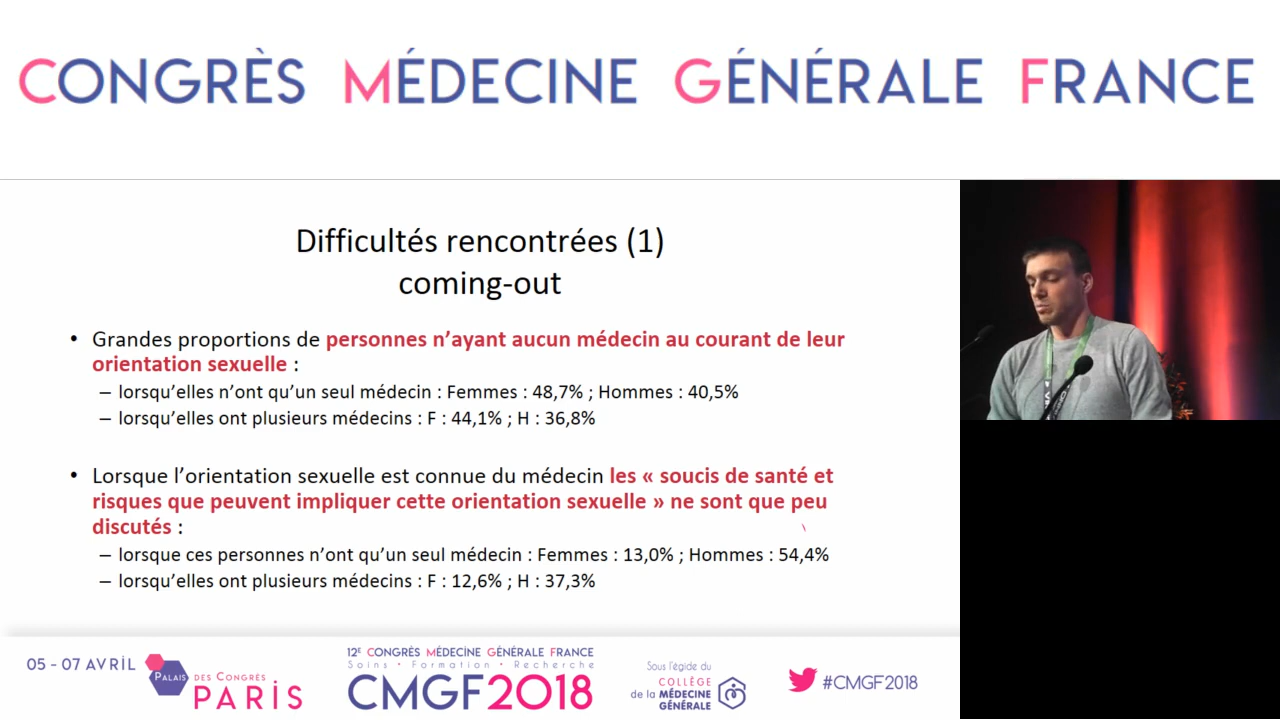 CONGRÈS MÉDECINE GÉNÉRALE FRANCE
Difficultés rencontrées (1)
coming-out
• Grandes proportions de personnes n’ayant aucun médecin au courant de leur
orientation sexuelle :
– lorsqu’elles n’ont qu’un seul médecin : Femmes : 48,7% ; Hommes : 40,5%
– lorsqu’elles ont plusieurs médecins : F : 44,1% ; H : 36,8%
• Lorsque l’orientation sexuelle est connue du médecin les « soucis de santé et
risques que peuvent impliquer cette orientation sexuelle » ne sont que peu
discutés :
– lorsque ces personnes n’ont qu’un seul médecin : Femmes : 13,0% ; Hommes : 54,4%
– lorsqu’elles ont plusieurs médecins : F : 12,6% ; H : 37,3%
05 - 07 AVRIL
PALAIS DES CONGRÈS
PARIS
12E CONGRÈS MÉDECINE GÉNÉRALE FRANCE
Soins • Formation • Recherche
CMGF2018
Sous l'égide du
COLLÈGE
de la MÉDECINE
GÉNÉRALE
#CMGF2018